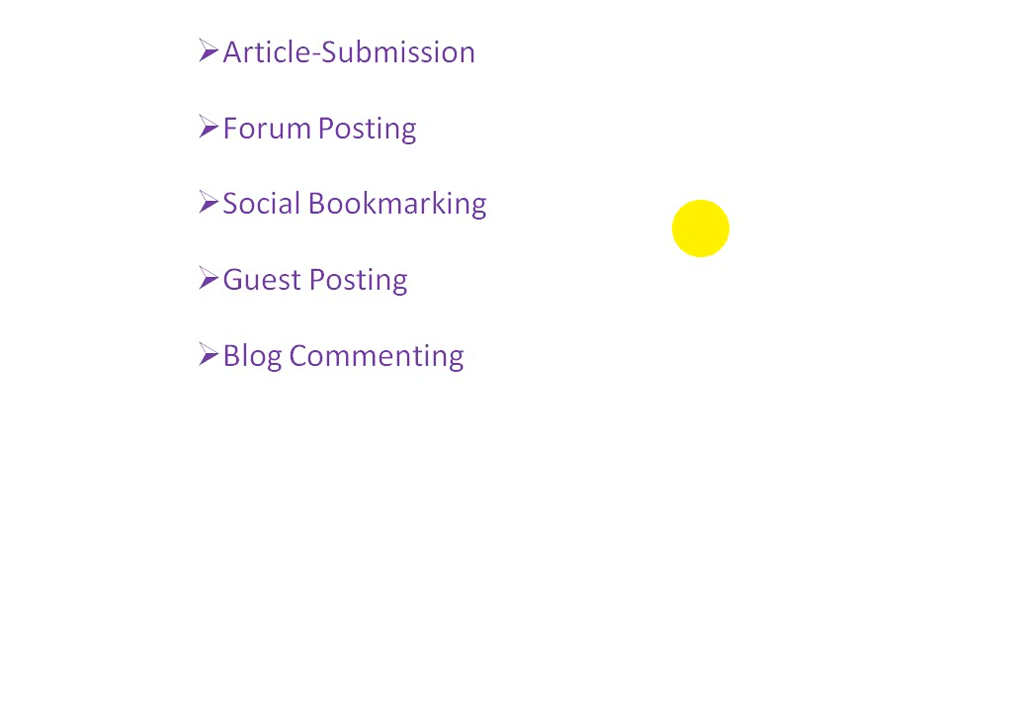 ➢Article-Submission
➢Forum Posting
➢Social Bookmarking
➢Guest Posting
➢Blog Commenting